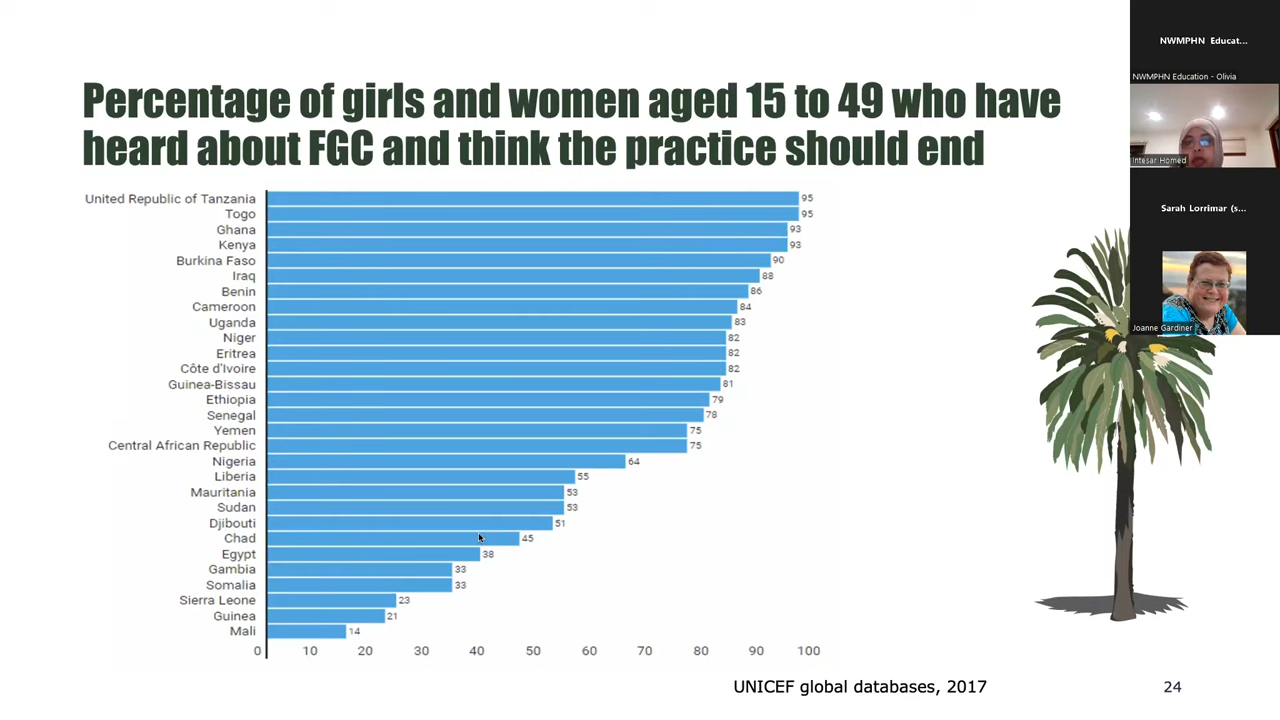 Percentage of girls and women aged 15 to 49 who have
heard about FGC and think the practice should end
United Republic of Tanzania 95
Togo 95
Ghana 93
Kenya 93
Burkina Faso 90
Iraq 88
Benin 86
Cameroon 84
Uganda 83
Niger 82
Eritrea 82
Côte d'Ivoire 82
Guinea-Bissau 81
Ethiopia 79
Senegal 78
Yemen 75
Central African Republic 75
Nigeria 64
Liberia 55
Mauritania 53
Sudan 53
Djibouti 51
Chad 45
Egypt 38
Gambia 33
Somalia 33
Sierra Leone 23
Guinea 21
Mali 14
0 10 20 30 40 50 60 70 80 90 100
UNICEF global databases, 2017
24
NWMPHN Educat...
NWMPHN Education - Olivia
Intesar Homed
Sarah Lorrimar (s...
Joanne Gardiner